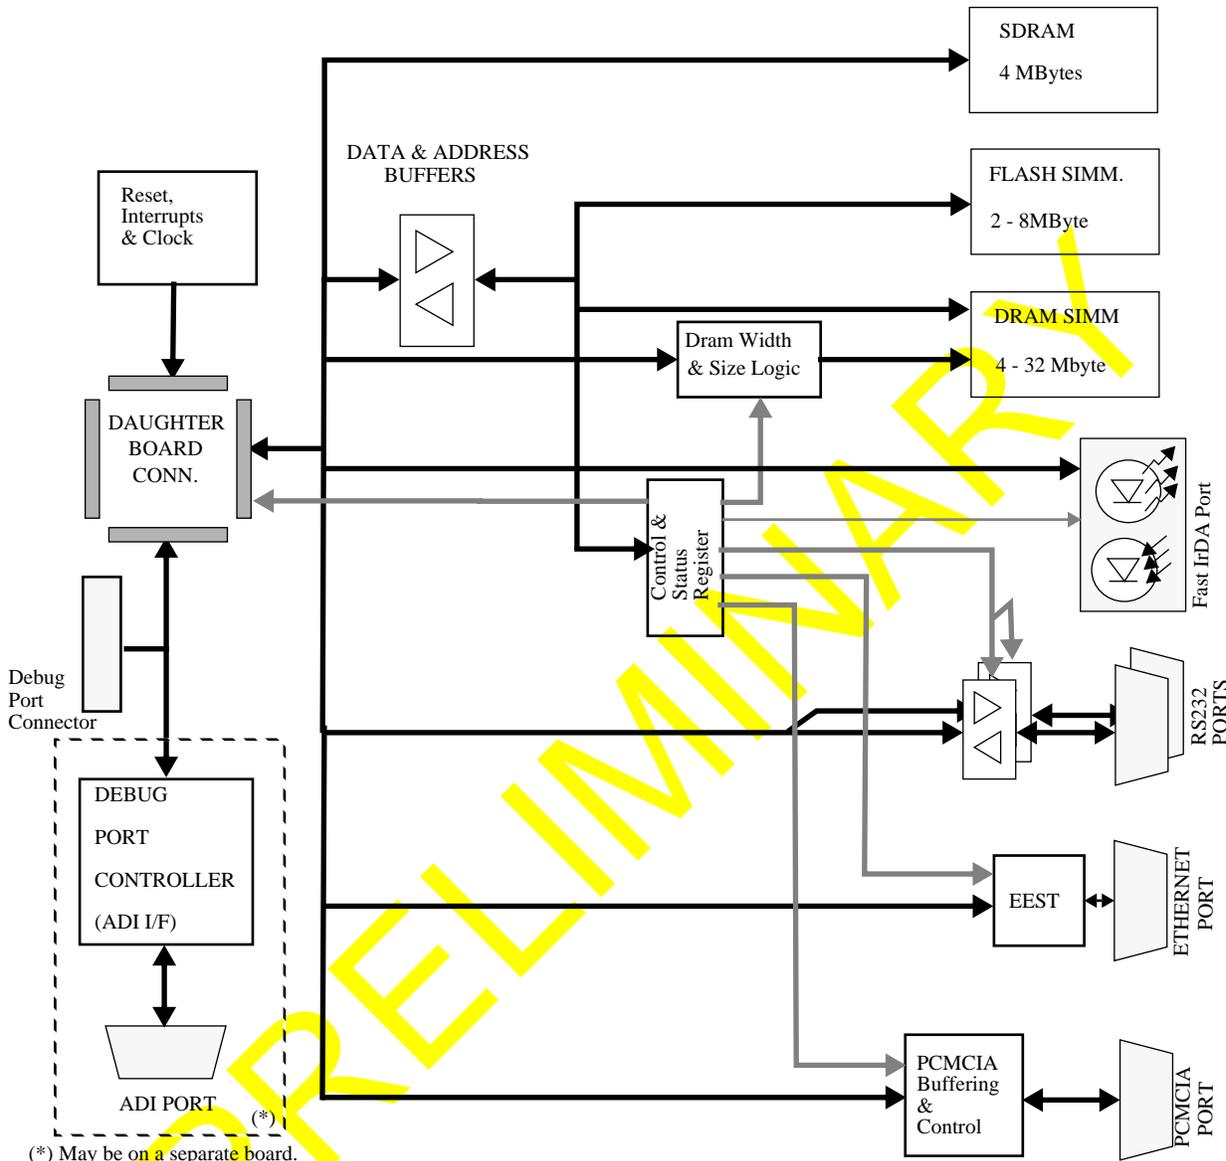 SDRAM
4 MBytes
DATA & ADDRESS
BUFFERS
FLASH SIMM.
2 - 8MByte
Reset,
Interrupts
& Clock
DRAM SIMM
4 - 32 Mbyte
Dram Width
& Size Logic
DAUGHTER
BOARD
CONN.
Control &
Status
Register
Fast IrDA Port
Debug
Port
Connector
RS232
PORTS
DEBUG
PORT
CONTROLLER
(ADI I/F)
EEST
ETHERNET
PORT
PCMCIA
Buffering
&
Control
PCMCIA
PORT
ADI PORT
(*)
(*) May be on a separate board.
PRELIMINARY